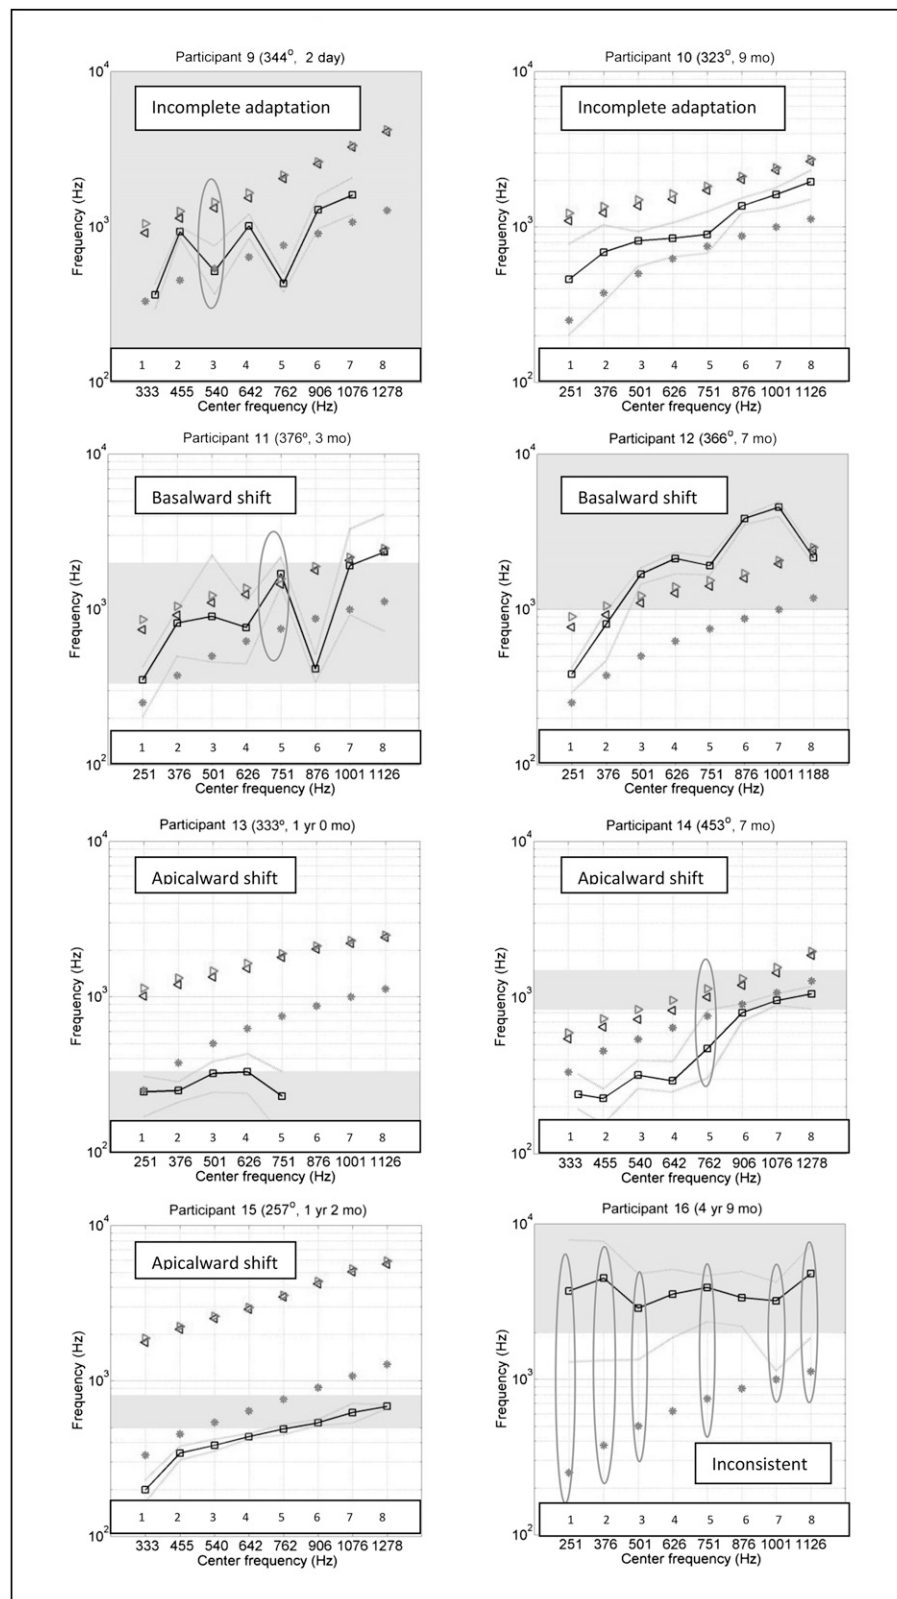 Participant 9 (344°, 2 day)
Incomplete adaptation
Frequency (Hz)
10^4
10^3
10^2
1 2 3 4 5 6 7 8
333 455 540 642 762 906 1076 1278
Center frequency (Hz)
Participant 10 (323°, 9 mo)
Incomplete adaptation
Frequency (Hz)
10^4
10^3
10^2
1 2 3 4 5 6 7 8
251 376 501 626 751 876 1001 1126
Center frequency (Hz)
Participant 11 (376º, 3 mo)
Basalward shift
Frequency (Hz)
10^4
10^3
10^2
1 2 3 4 5 6 7 8
251 376 501 626 751 876 1001 1126
Center frequency (Hz)
Participant 12 (366°, 7 mo)
Basalward shift
Frequency (Hz)
10^4
10^3
10^2
1 2 3 4 5 6 7 8
251 376 501 626 751 876 1001 1188
Center frequency (Hz)
Participant 13 (333º, 1 yr 0 mo)
Apicalward shift
Frequency (Hz)
10^4
10^3
10^2
1 2 3 4 5 6 7 8
251 376 501 626 751 876 1001 1126
Center frequency (Hz)
Participant 14 (453°, 7 mo)
Apicalward shift
Frequency (Hz)
10^4
10^3
10^2
1 2 3 4 5 6 7 8
333 455 540 642 762 906 1076 1278
Center frequency (Hz)
Participant 15 (257°, 1 yr 2 mo)
Apicalward shift
Frequency (Hz)
10^4
10^3
10^2
1 2 3 4 5 6 7 8
333 455 540 642 762 906 1076 1278
Center frequency (Hz)
Participant 16 (4 yr 9 mo)
Inconsistent
Frequency (Hz)
10^4
10^3
10^2
1 2 3 4 5 6 7 8
251 376 501 626 751 876 1001 1126
Center frequency (Hz)